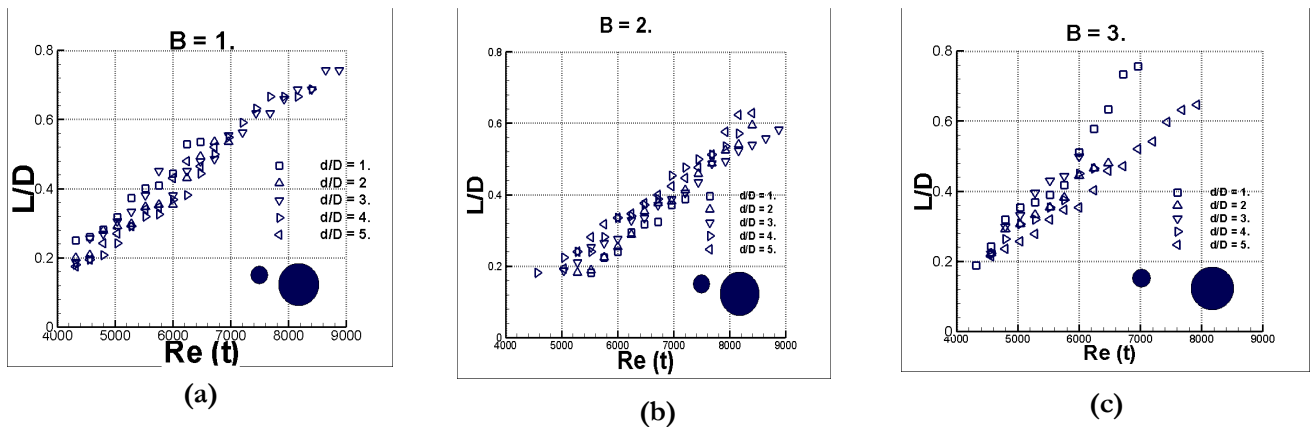 B = 1.
0.8
0.6
0.4
0.2
0
L/D
d/D = 1.
d/D = 2
d/D = 3.
d/D = 4.
d/D = 5.
4000 5000 6000 7000 8000 9000
Re (t)
(a)
B = 2.
0.8
0.6
0.4
0.2
0
L/D
d/D = 1.
d/D = 2
d/D = 3.
d/D = 4.
d/D = 5.
4000 5000 6000 7000 8000 9000
Re (t)
(b)
B = 3.
0.8
0.6
0.4
0.2
0
L/D
d/D = 1.
d/D = 2
d/D = 3.
d/D = 4.
d/D = 5.
4000 5000 6000 7000 8000 9000
Re (t)
(c)